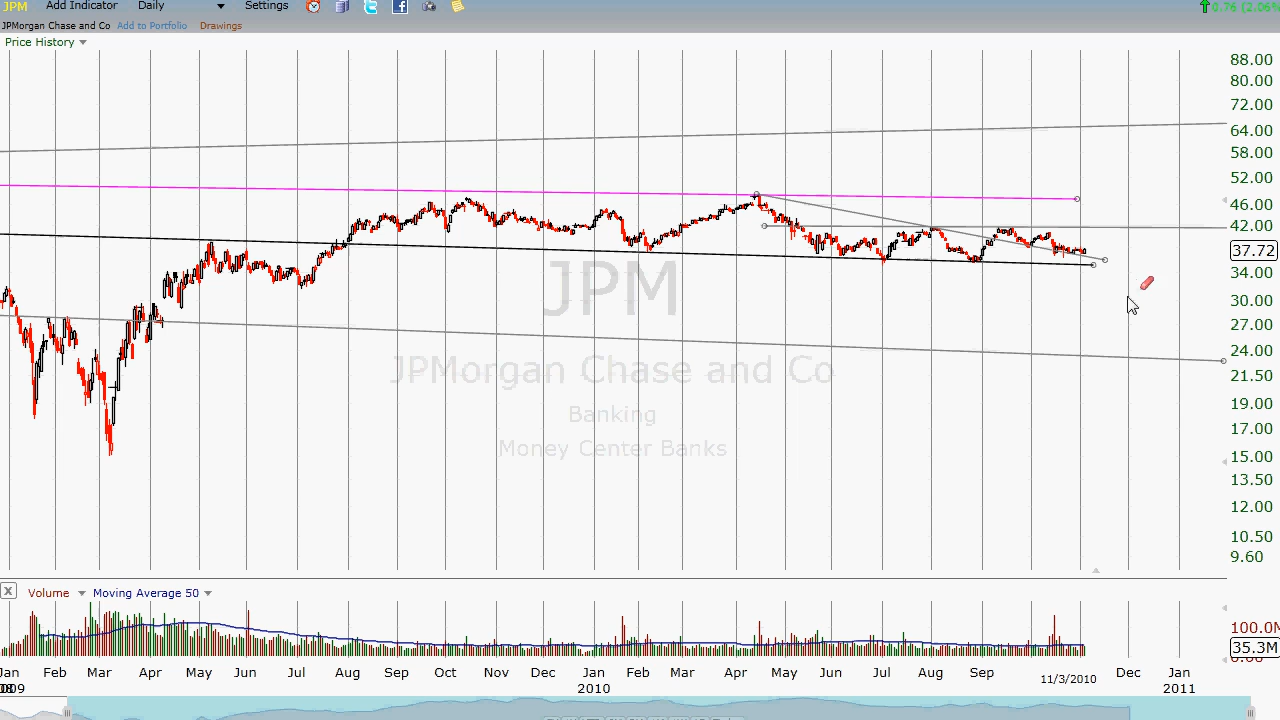 JPM Add Indicator Daily Settings 0.76 (2.06%
JPMorgan Chase and Co Add to Portfolio Drawings
Price History
88.00
80.00
72.00
64.00
58.00
52.00
46.00
42.00
37.72
34.00
30.00
27.00
24.00
21.50
19.00
17.00
15.00
13.50
12.00
10.50
9.60
JPM
JPMorgan Chase and Co
Banking
Money Center Banks
X Volume Moving Average 50
100.0M
35.3M
Jan Feb Mar Apr May Jun Jul Aug Sep Oct Nov Dec Jan Feb Mar Apr May Jun Jul Aug Sep 11/3/2010 Dec Jan
2010 2011